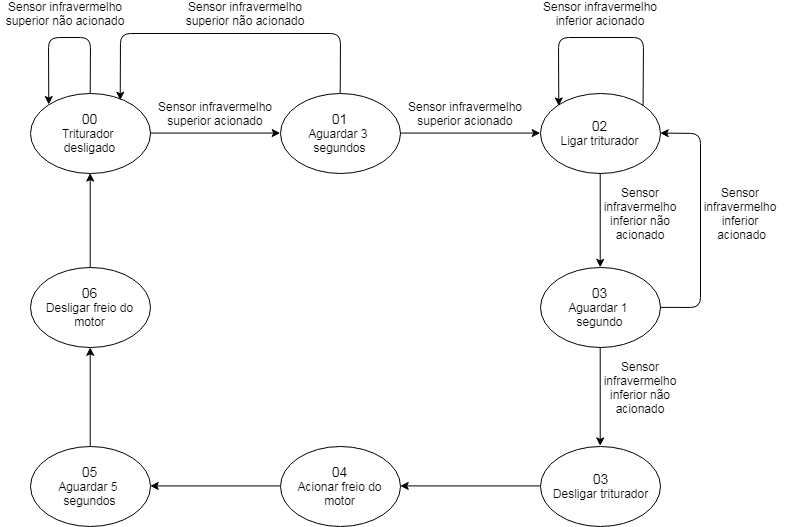 Sensor infravermelho
superior não acionado
Sensor infravermelho
superior não acionado
Sensor infravermelho
inferior acionado
00
Triturador
desligado
Sensor infravermelho
superior acionado
01
Aguardar 3
segundos
Sensor infravermelho
superior acionado
02
Ligar triturador
Sensor
infravermelho
inferior não
acionado
Sensor
infravermelho
inferior
acionado
06
Desligar freio do
motor
03
Aguardar 1
segundo
Sensor
infravermelho
inferior não
acionado
05
Aguardar 5
segundos
04
Acionar freio do
motor
03
Desligar triturador